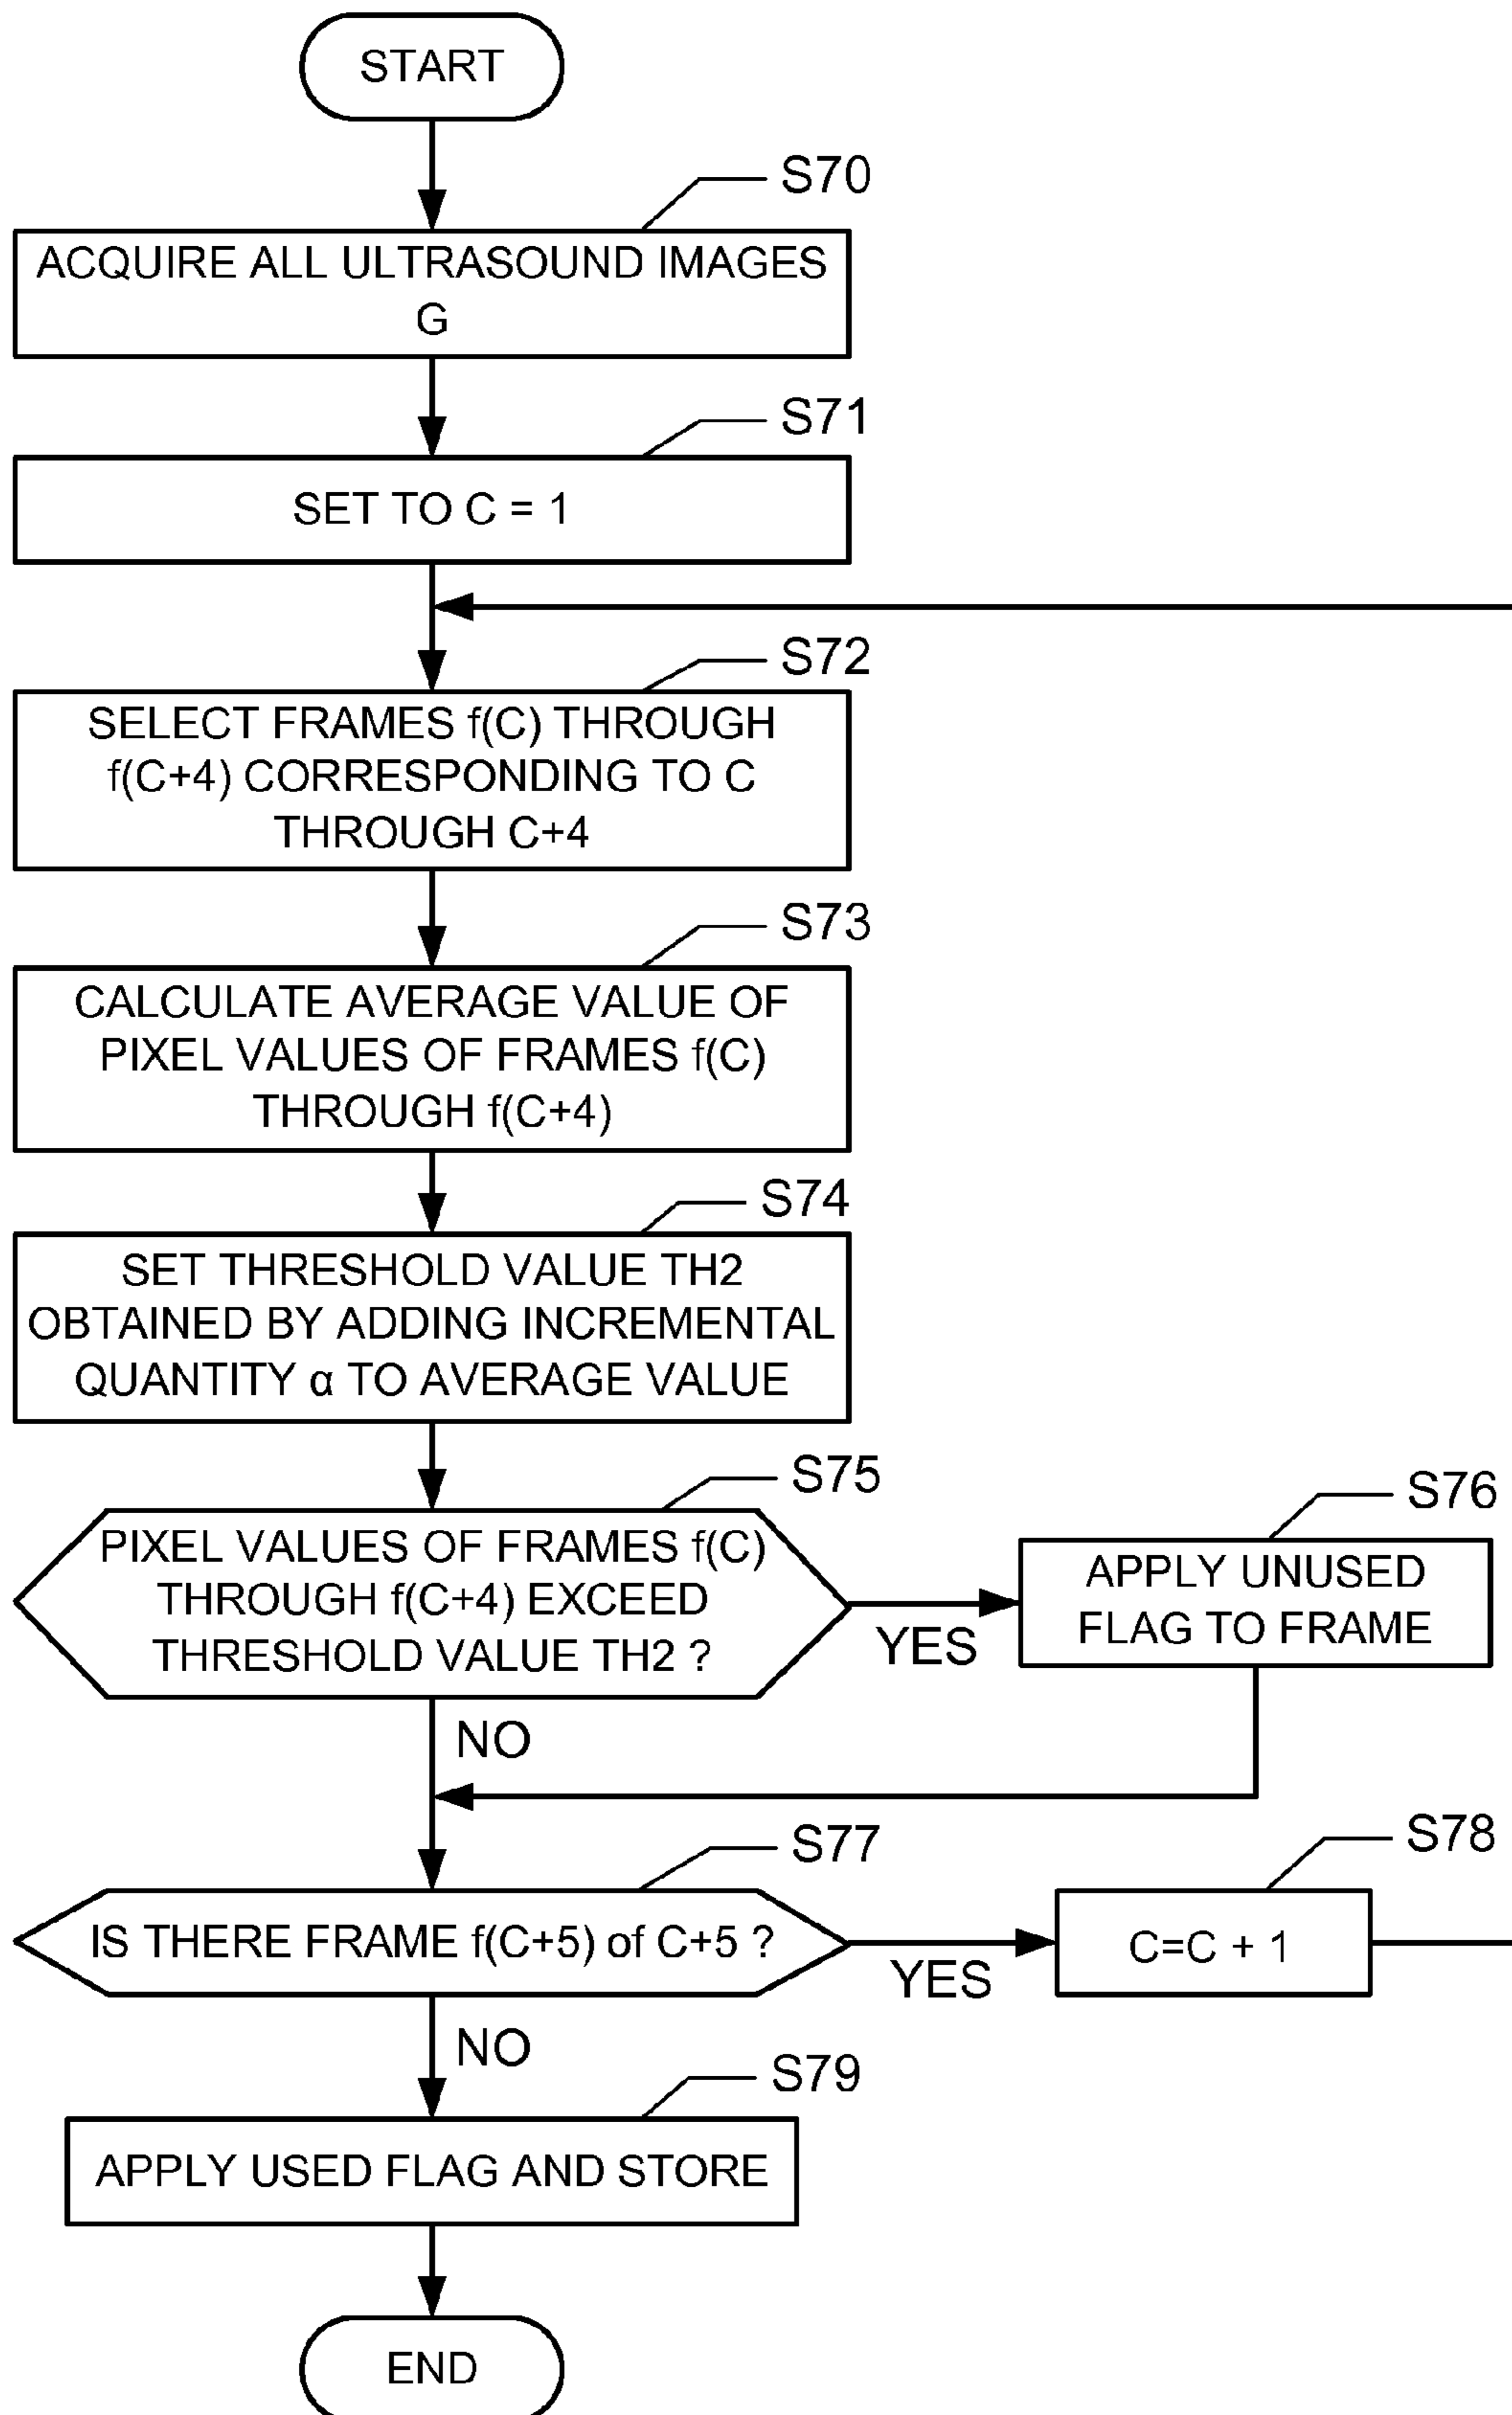 START
S70
ACQUIRE ALL ULTRASOUND IMAGES
G
S71
SET TO C = 1
S72
SELECT FRAMES f(C) THROUGH
f(C+4) CORRESPONDING TO C
THROUGH C+4
S73
CALCULATE AVERAGE VALUE OF
PIXEL VALUES OF FRAMES f(C)
THROUGH f(C+4)
S74
SET THRESHOLD VALUE TH2
OBTAINED BY ADDING INCREMENTAL
QUANTITY α TO AVERAGE VALUE
S75
PIXEL VALUES OF FRAMES f(C)
THROUGH f(C+4) EXCEED
THRESHOLD VALUE TH2 ?
YES
S76
APPLY UNUSED
FLAG TO FRAME
NO
S77
IS THERE FRAME f(C+5) of C+5 ?
YES
S78
C=C + 1
NO
S79
APPLY USED FLAG AND STORE
END